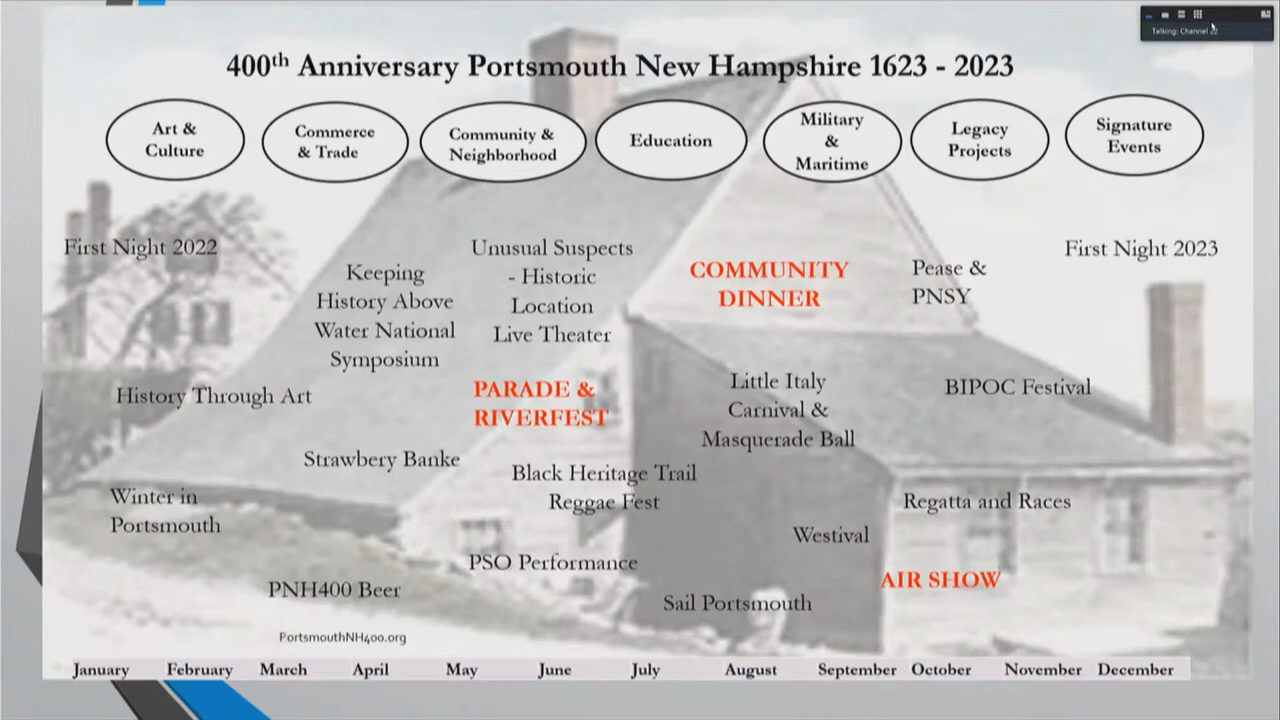 Talking: Channel 22
400th Anniversary Portsmouth New Hampshire 1623 - 2023
Art &
Culture
Commerce
& Trade
Community &
Neighborhood
Education
Military
&
Maritime
Legacy
Projects
Signature
Events
First Night 2022
Keeping
History Above
Water National
Symposium
Unusual Suspects
- Historic
Location
Live Theater
COMMUNITY
DINNER
Pease &
PNSY
First Night 2023
History Through Art
PARADE &
RIVERFEST
Little Italy
Carnival &
Masquerade Ball
BIPOC Festival
Strawbery Banke
Black Heritage Trail
Reggae Fest
Winter in
Portsmouth
Regatta and Races
Westival
PSO Performance
AIR SHOW
PNH400 Beer
Sail Portsmouth
PortsmouthNH400.org
January February March April May June July August September October November December